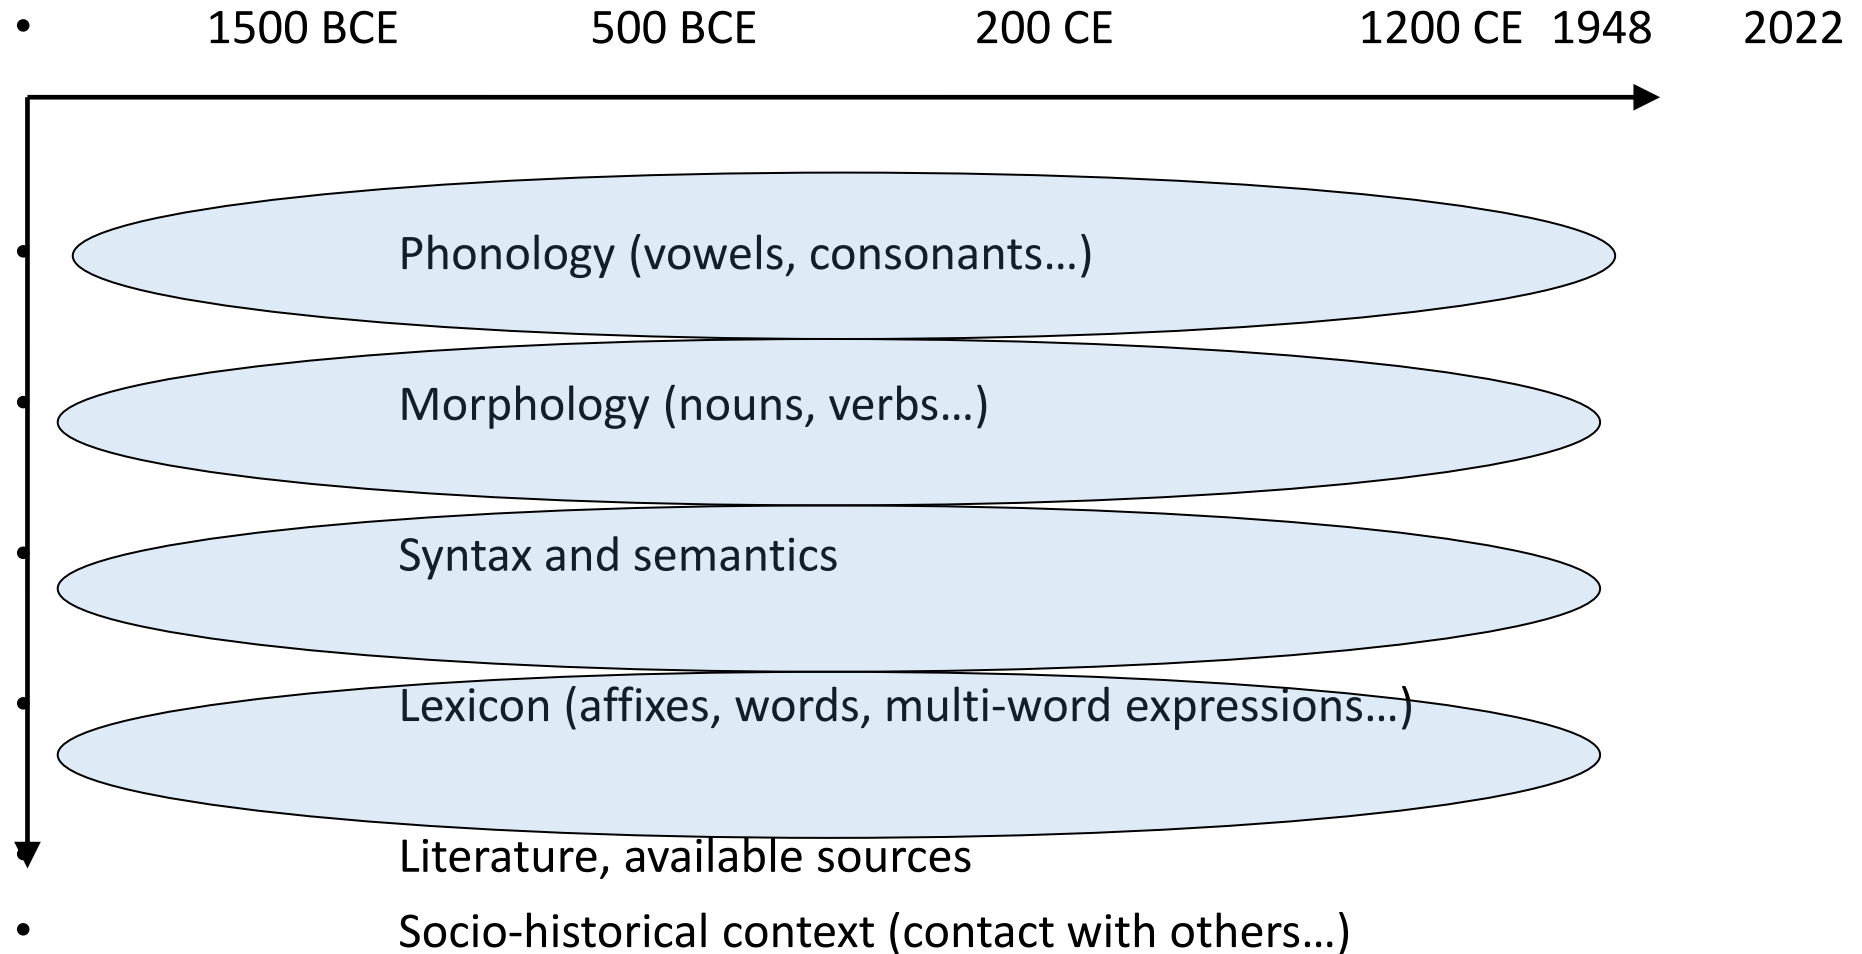 • 1500 BCE 500 BCE 200 CE 1200 CE 1948 2022
• Phonology (vowels, consonants…)
• Morphology (nouns, verbs…)
• Syntax and semantics
• Lexicon (affixes, words, multi-word expressions…)
• Literature, available sources
• Socio-historical context (contact with others…)